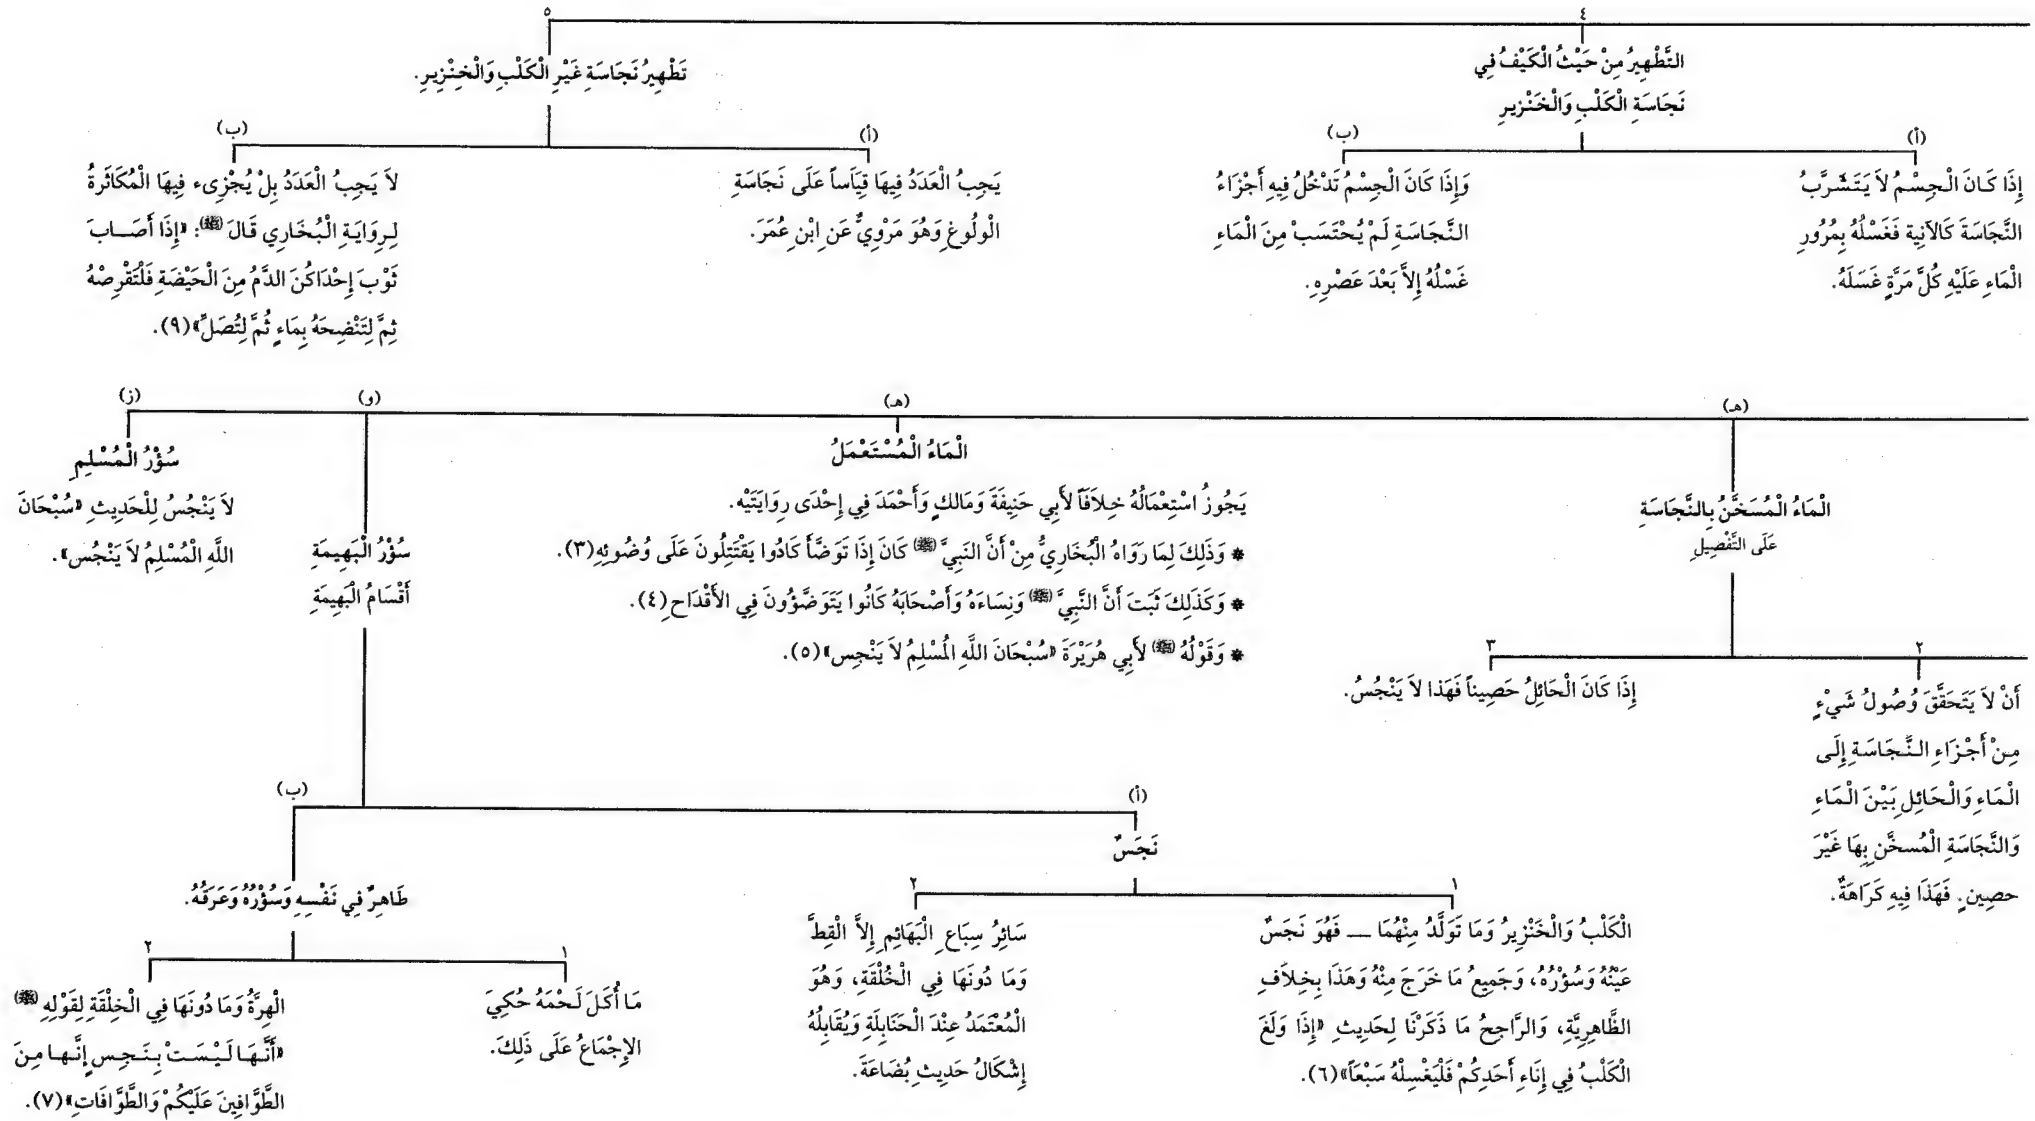 ٤
التَّطْهِيرُ مِنْ حَيْثُ الْكَيْفُ فِي
نَجَاسَةِ الْكَلْبِ وَالْخَنْزِيرِ
(أ)
إِذَا كَانَ الْجِسْمُ لاَ يَتَشَرَّبُ
النَّجَاسَةَ كَالآنِية فَغَسْلُهُ بِمُرُورِ
الْمَاءِ عَلَيْهِ كُلَّ مَرَّةٍ غَسَلَهُ.
(ب)
وَإِذَا كَانَ الْجِسْمُ تَدْخُلُ فِيهِ أَجْزَاءُ
النَّجَاسَةِ لَمْ يُحْتَسَبْ مِنَ الْمَاءِ
غَسْلُهُ إِلاَّ بَعْدَ عَصْرِهِ.
٥
تَطْهِيرُ نَجَاسَةِ غَيْرِ الْكَلْبِ وَالْخِنْزِيرِ.
(أ)
يَجِبُ الْعَدَدُ فِيهَا قِيَاَساً عَلَى نَجَاسَةِ
الْولُوغِ وَهُوَ مَرْوِيٌّ عَنِ ابْنِ عُمَرَ.
(ب)
لاَ يَجِبُ الْعَدَدُ بِلْ يُجْزِىء فِيهَا الْمُكَاثَرةُ
لِرِوَايَةِ الْبُخَارِي قَالَ (ﷺ): «إِذَا أَصَابَ
ثَوْبَ إِحْدَاكُنَ الدَّمُ مِنَ الْحَيْضَةِ فَلْتَقْرِصْهُ
ثِمَّ لِتَنْضِحَهُ بِمَاءٍ ثُمَّ لِتُصَلِّ»(٩).
(هـ)
الْمَاءُ الْمُسَخَّنُ بِالنَّجَاسَةِ
عَلَى التَّفْصِيلِ
٢
أَنْ لاَ يَتَحَقَّقَ وُصُولُ شَيْءٍ
مِنْ أَجْزَاءِ النَّجَاسَةِ إِلَى
الْمَاءِ وَالْحَائِلِ بَيْنَ الْمَاءِ
وَالنَّجَاسَةِ الْمُسخَّنِ بِهَا غَيْرَ
حصِينٍ. فَهَذَا فِيهِ كَرَاهَةٌ.
٣
إِذَا كَانَ الْحَائِلُ حَصِيناً فَهَذا لاَ يَنْجُسُ.
(هـ)
الْمَاءُ الْمُسْتَعْمَلُ
يَجُوزُ اسْتِعْمَالُهُ خِلاَفَاً لأَبِي حَنِيفَةَ وَمَالكٍ وَأَحْمَدَ فِي إِحْدَى رِوَايَتَيْه.
* وَذَلِكَ لِمَا رَوَاهُ الْبُخَارِيُّ مِنْ أَنَّ النَبِيَّ (ﷺ) كَانَ إِذَا تَوَضَّأَ كَادُوا يَقْتَتِلُونَ عَلَى وُضُوئِهِ(٣).
* وَكَذَلِكَ ثَبَتَ أَنَّ النَّبِيَّ (ﷺ) وَنِسَاءَهُ وَأَصْحَابَهُ كَانُوا يَتَوَضَّؤُونَ فِي الأَقْدَاحِ(٤).
* وَقَوْلُهُ (ﷺ) لأَبِي هُرَيْرَةَ «سُبْحَانَ اللَّهِ الْمُسْلِمُ لاَ يَنْجِس»(٥).
(و)
سُؤْرُ الْبَهِيمَةِ
أَقْسَامُ الْبَهِيمَةِ
(ز)
سُؤْرُ الْمُسْلِمِ
لاَ يَنْجُسُ لِلْحَدِيثِ «سُبْحَانَ
اللَّهِ الْمُسْلِمُ لاَ يَنْجُس».
(أ)
نَجَسٌ
١
الْكَلْبُ وَالْخَنْزِيرُ وَمَا تَوَلَّدُ مِنْهُمَا — فَهُوَ نَجَسٌ
عَيْنُهُ وَسُؤْرُهُ، وَجَمِيعُ مَا خَرَجَ مِنْهُ وَهَذَا بِخِلاَفِ
الظَّاهِرِيَّةِ، وَالرَّاجِحُ مَا ذَكَرْنَا لِحَدِيثِ «إِذَا وَلَغَ
الْكَلْبُ فِي إِنَاءِ أَحَدِكُمْ فَلْيَغْسِلْهُ سَبْعَاً»(٦).
٢
سَائِرُ سِبَاعِ الْبَهَائِمِ إِلاَّ الْقِطَّ
وَمَا دُونَهَا فِي الْخُلْقَةِ، وَهُوَ
الْمُعْتَمَدُ عِنْدَ الْحَنَابِلَةِ وَيُقَابِلُهُ
إِشْكَالُ حَدِيثِ بُضَاعَةَ.
(ب)
طَاهِرٌ فِي نَفْسِهِ وَسُؤْرُهُ وَعَرَقُهُ.
١
مَا أُكَلَ لَحْمَهُ حُكِيَ
الإِجْمَاعُ عَلَى ذَلِكَ.
٢
الْهِرَّةُ وَمَا دُونَهَا فِي الْخِلْقَةِ لِقَوْلِهِ (ﷺ)
«أَنَّهَا لَيْسَتْ بِنَجِسٍ إِنَّهَا مِنَ
الطَّوَّافِينَ عَلَيْكُمْ وَالطَّوَّافَاتِ»(٧).